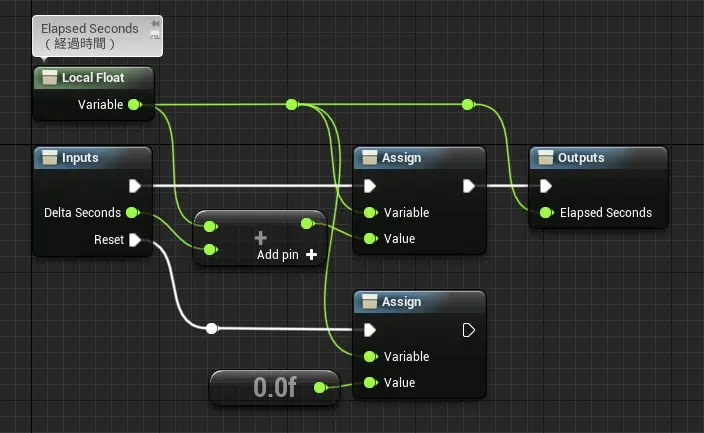 Elapsed Seconds
（経過時間）
Local Float
Variable
Inputs
Delta Seconds
Reset
+
Add pin +
Assign
Variable
Value
Outputs
Elapsed Seconds
Assign
Variable
Value
0.0f